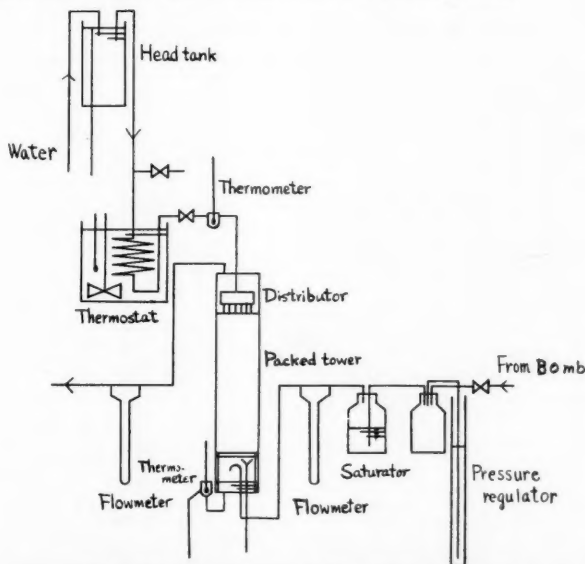 Head tank
Water
Thermometer
Thermostat
Distributor
Packed tower
From Bomb
Thermo-
meter
Flowmeter
Saturator
Flowmeter
Pressure
regulator